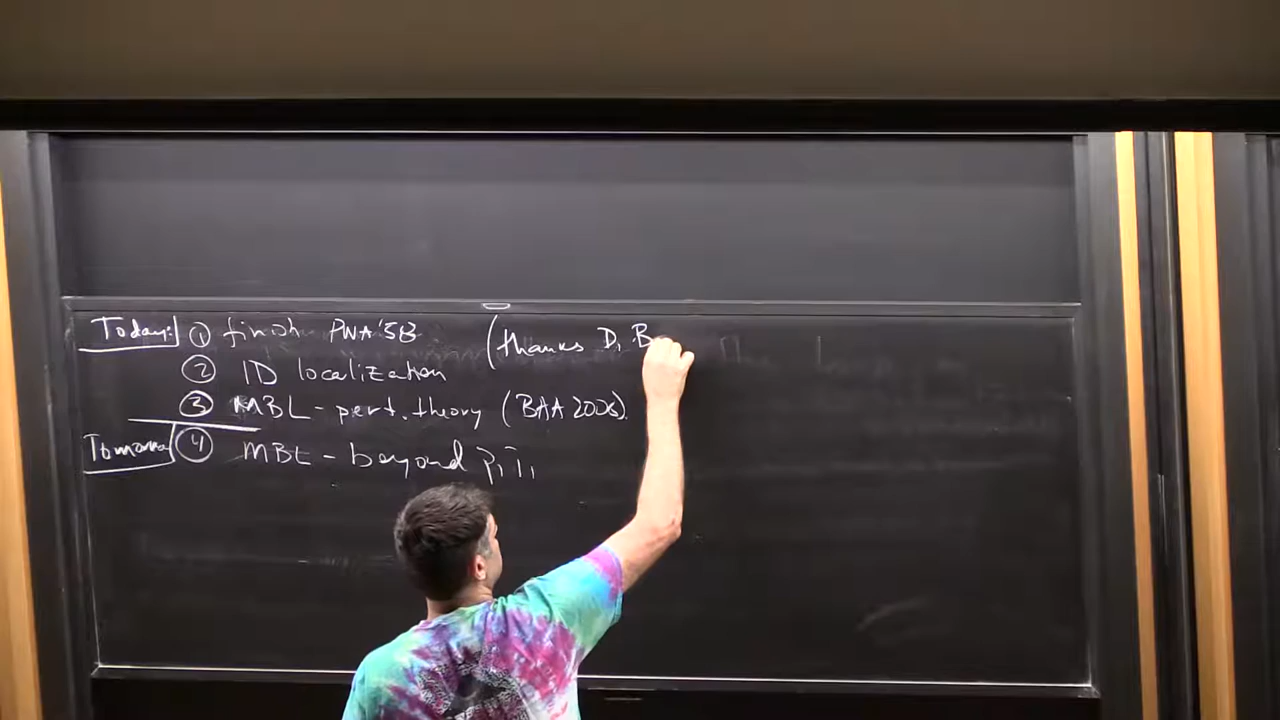 Today: ① finish PWA '58 (thanks D. B
② 1D localization
③ MBL - pert. theory (BAA 2006).
Tomorrow ④ MBL - beyond P.T.